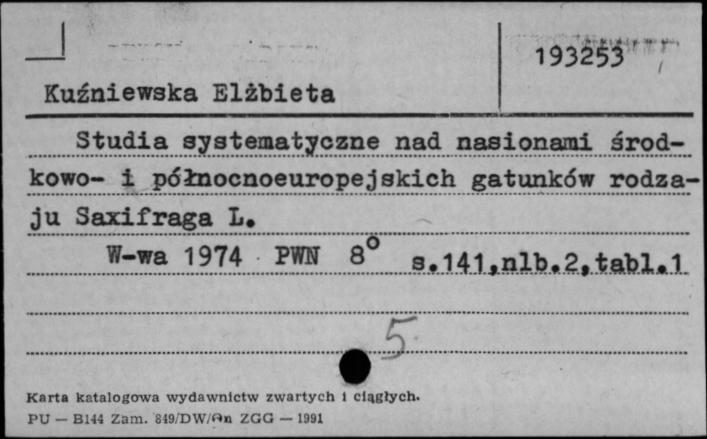 193253
Kuźniewska Elżbieta
Studia systematyczne nad nasionami środ-
kowo- i północnoeuropejskich gatunków rodza-
ju Saxifraga L.
W-wa 1974 PWN 8° s.141,nlb.2,tabl.1
5.
Karta katalogowa wydawnictw zwartych i ciągłych.
PU — B144 Zam. 849/DW/An ZGG — 1991